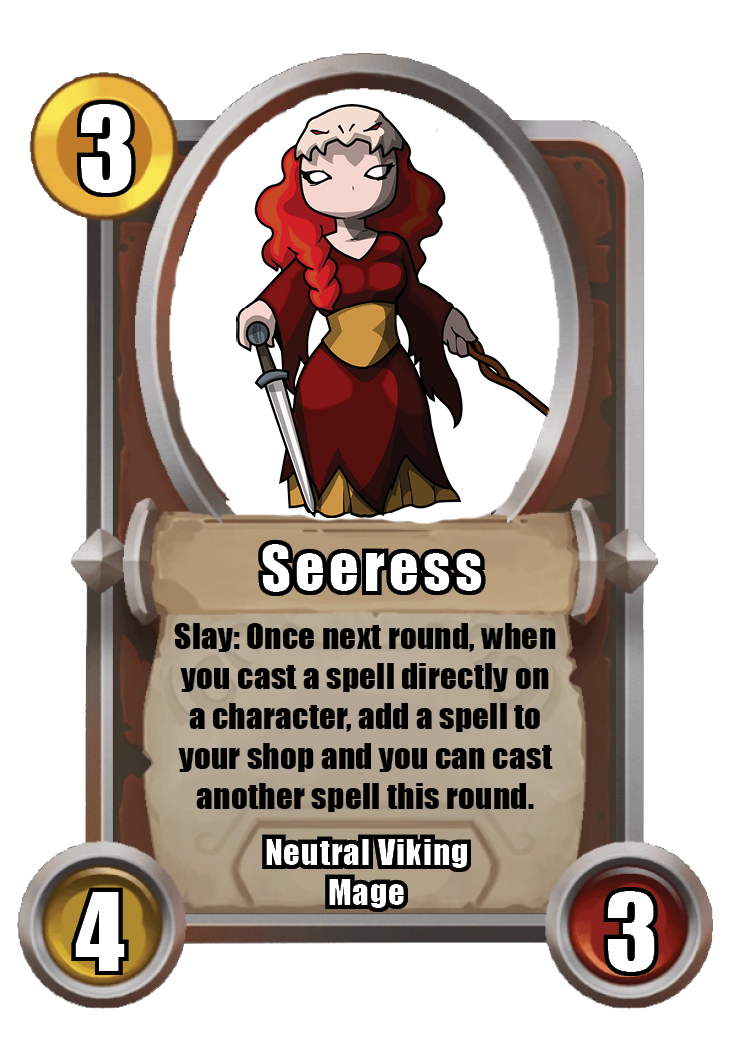 3
Seeress
Slay: Once next round, when
you cast a spell directly on
a character, add a spell to
your shop and you can cast
another spell this round.
Neutral Viking
Mage
4
3